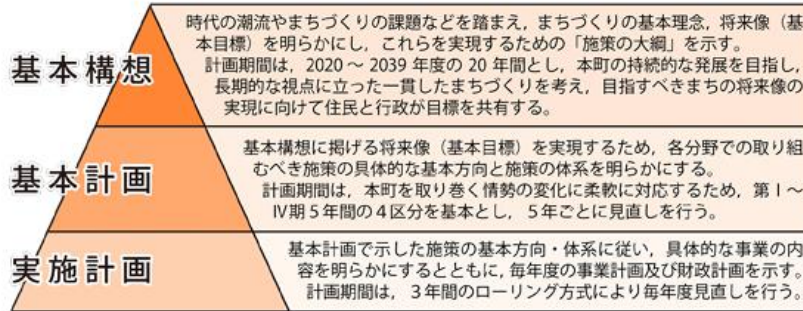 基本構想
時代の潮流やまちづくりの課題などを踏まえ，まちづくりの基本理念，将来像（基
本目標）を明らかにし，これらを実現するための「施策の大綱」を示す。
計画期間は，2020～2039年度の20年間とし，本町の持続的な発展を目指し，
長期的な視点に立った一貫したまちづくりを考え，目指すべきまちの将来像の
実現に向けて住民と行政が目標を共有する。
基本計画
基本構想に掲げる将来像（基本目標）を実現するため，各分野での取り組
むべき施策の具体的な基本方向と施策の体系を明らかにする。
計画期間は，本町を取り巻く情勢の変化に柔軟に対応するため，第Ⅰ～
Ⅳ期5年間の4区分を基本とし，5年ごとに見直しを行う。
実施計画
基本計画で示した施策の基本方向・体系に従い，具体的な事業の内
容を明らかにするとともに，毎年度の事業計画及び財政計画を示す。
計画期間は，3年間のローリング方式により毎年度見直しを行う。